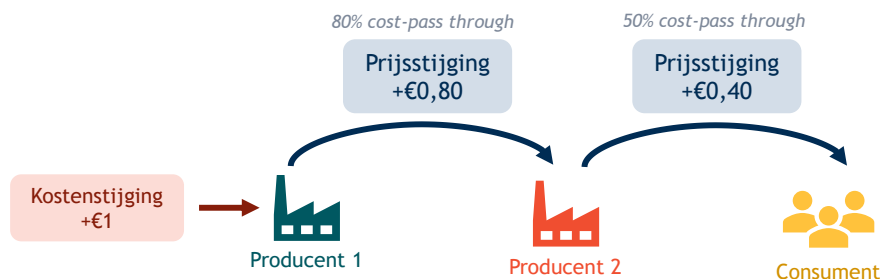 80% cost-pass through
50% cost-pass through
Prijsstijging
+€0,80
Prijsstijging
+€0,40
Kostenstijging
+€1
Producent 1
Producent 2
Consument